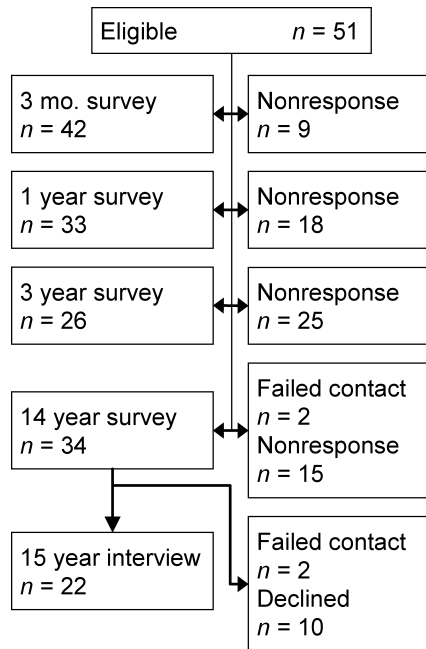 Eligible n = 51
3 mo. survey
n = 42
Nonresponse
n = 9
1 year survey
n = 33
Nonresponse
n = 18
3 year survey
n = 26
Nonresponse
n = 25
14 year survey
n = 34
Failed contact
n = 2
Nonresponse
n = 15
15 year interview
n = 22
Failed contact
n = 2
Declined
n = 10